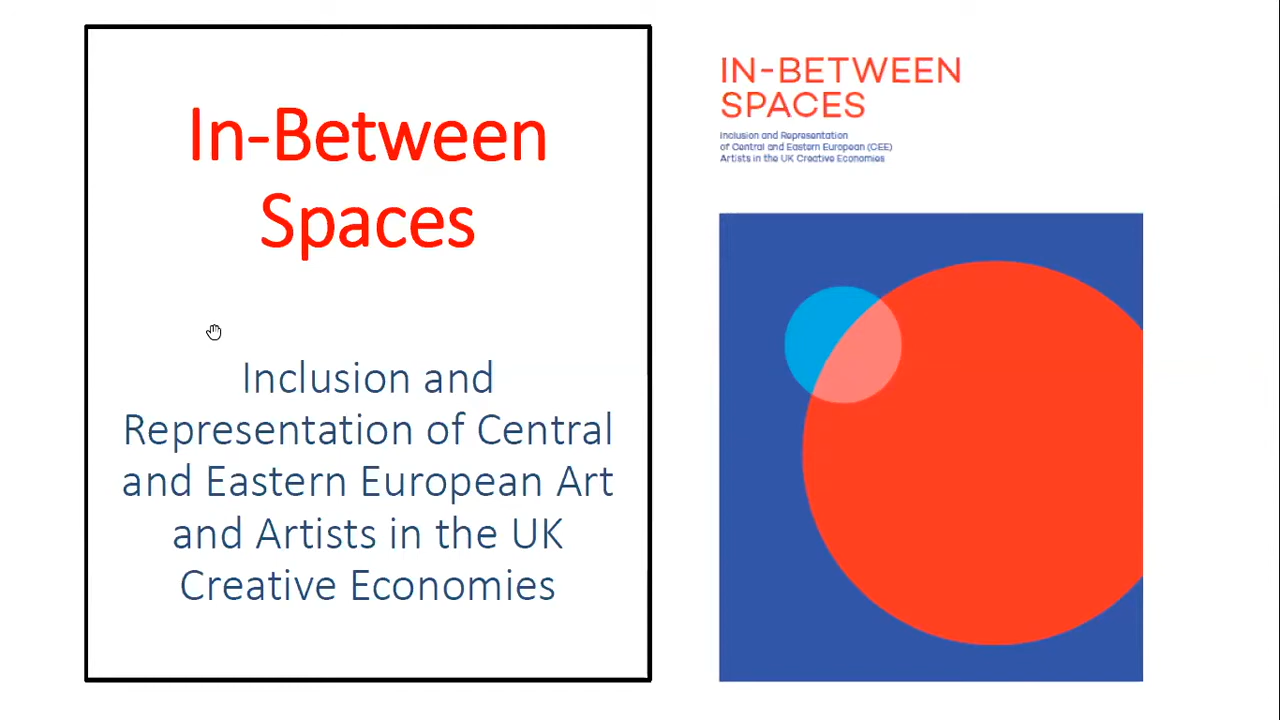 In-Between
Spaces
Inclusion and
Representation of Central
and Eastern European Art
and Artists in the UK
Creative Economies
IN-BETWEEN
SPACES
Inclusion and Representation
of Central and Eastern European (CEE)
Artists in the UK Creative Economies